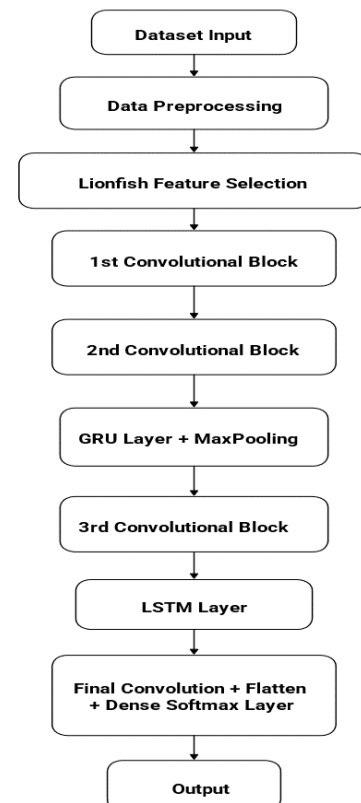 Dataset Input
Data Preprocessing
Lionfish Feature Selection
1st Convolutional Block
2nd Convolutional Block
GRU Layer + MaxPooling
3rd Convolutional Block
LSTM Layer
Final Convolution + Flatten
+ Dense Softmax Layer
Output